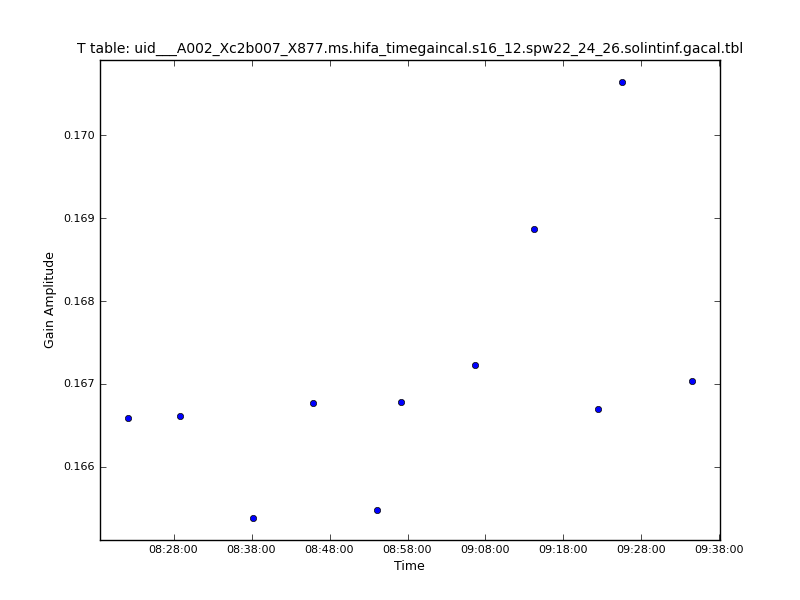 T table: uid___A002_Xc2b007_X877.ms.hifa_timegaincal.s16_12.spw22_24_26.solintinf.gacal.tbl
0.170
0.169
0.168
0.167
0.166
Gain Amplitude
08:28:00 08:38:00 08:48:00 08:58:00 09:08:00 09:18:00 09:28:00 09:38:00
Time